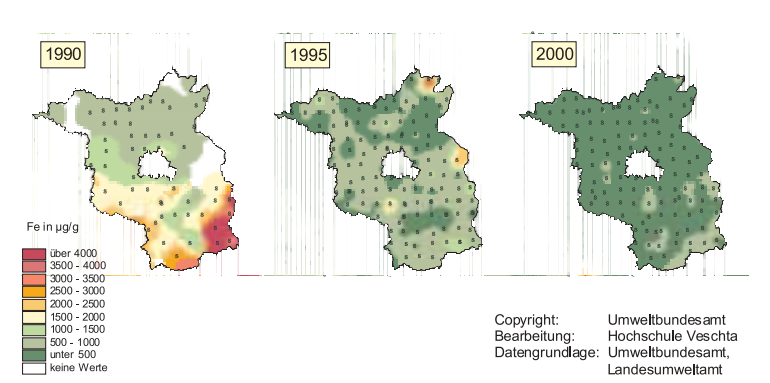 1990
1995
2000
Fe in µg/g
über 4000
3500 - 4000
3000 - 3500
2500 - 3000
2000 - 2500
1500 - 2000
1000 - 1500
500 - 1000
unter 500
keine Werte
Copyright: Umweltbundesamt
Bearbeitung: Hochschule Veschta
Datengrundlage: Umweltbundesamt,
Landesumweltamt